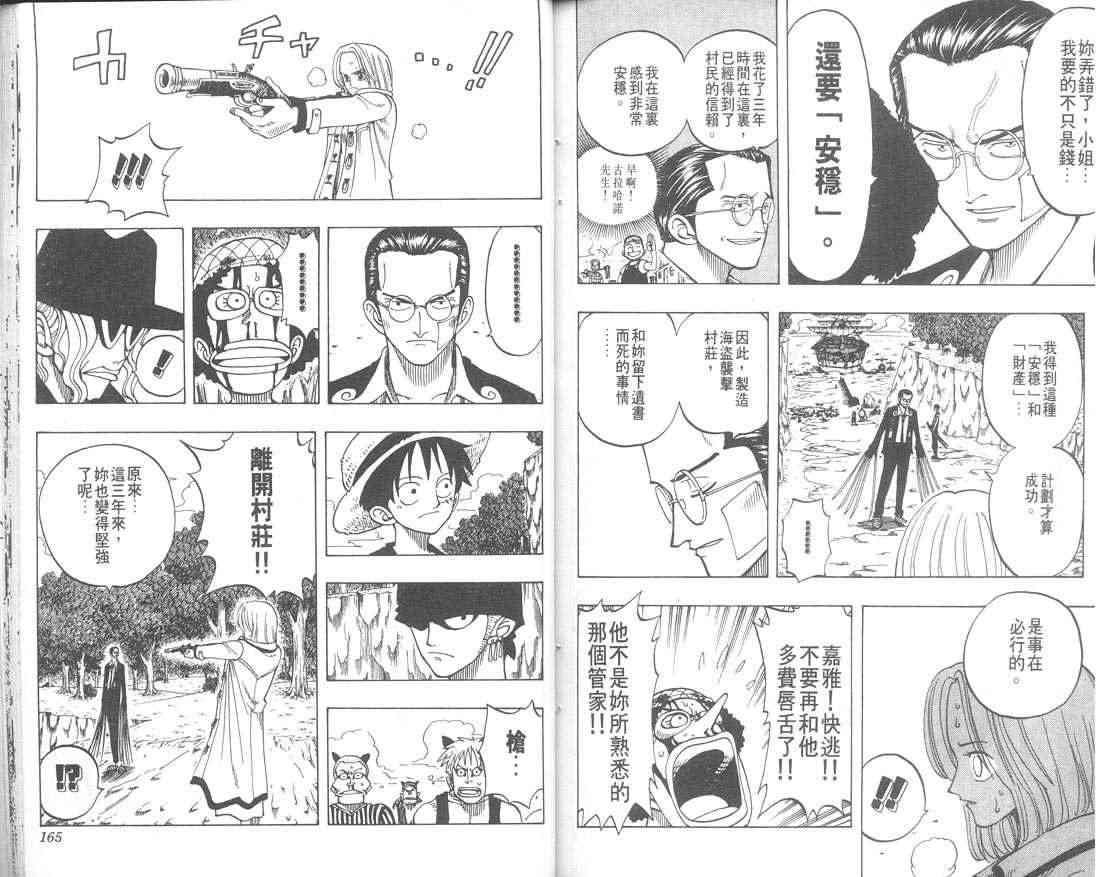 妳弄錯了，小姐…
我要的不只是錢…
還要「安穩」。
我花了三年
時間在這裏，
已經得到了
村民的信賴。
我在這裏
感到非常
安穩。
早啊！
古拉哈諾
先生！
我得到這種
「安穩」和
「財產」…
計劃才算
成功。
………
因此，製造
海盜襲擊
村莊，
和妳留下遺書
而死的事情
……
是事在
必行的。
!!
嘉雅！快逃!!
不要再和他
多費唇舌了!!
他不是妳所熟悉的
那個管家!!
…!!
チャ
カ
!!!
………
………
!!
槍…
離開村莊!!
原來…
這三年來，
妳也變得堅強
了呢…
!?
165